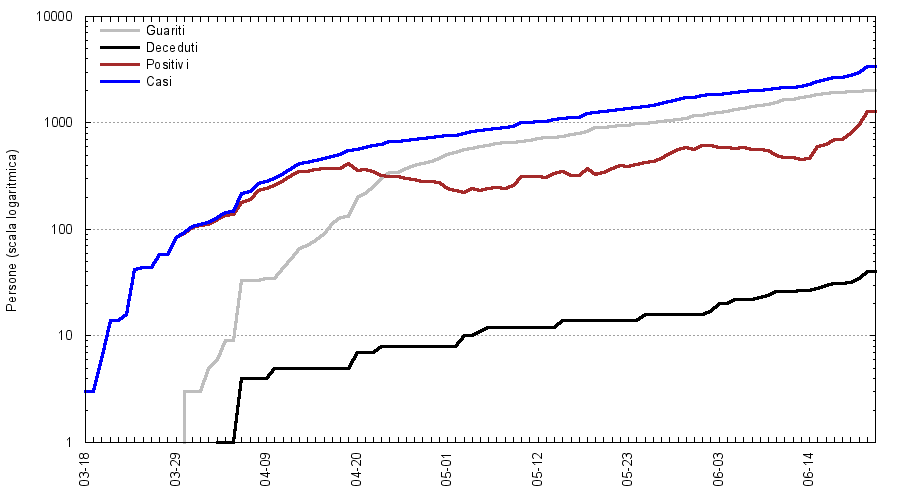 10000
1000
100
10
1
Persone (scala logaritmica)
Guariti
Deceduti
Positivi
Casi
03-18
03-29
04-09
04-20
05-01
05-12
05-23
06-03
06-14